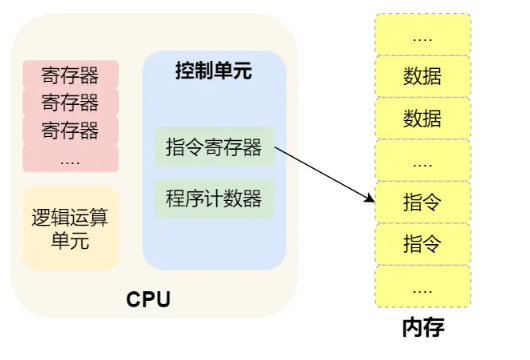 寄存器
寄存器
寄存器
....
逻辑运算
单元
控制单元
指令寄存器
程序计数器
CPU
....
数据
数据
....
指令
指令
....
内存